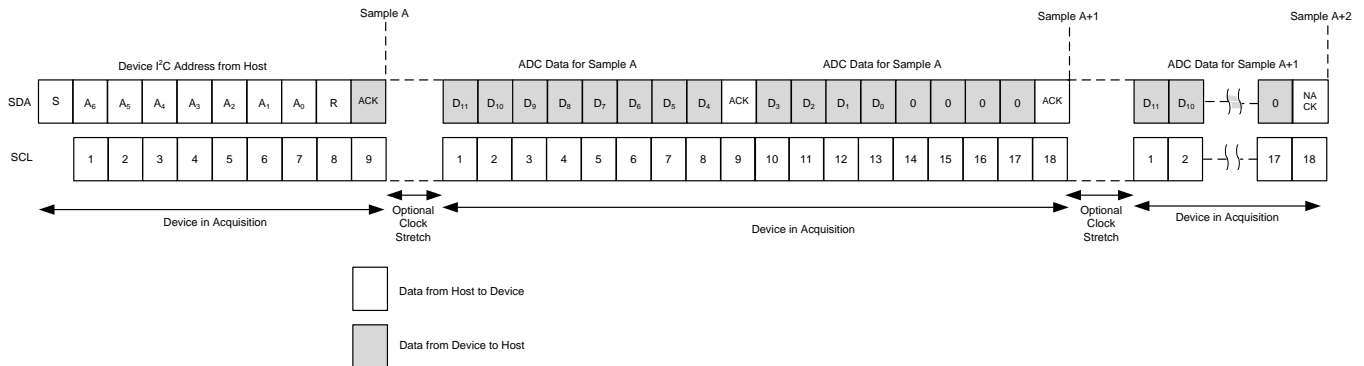 Sample A
Sample A+1
Sample A+2
Device I²C Address from Host
ADC Data for Sample A
ADC Data for Sample A
ADC Data for Sample A+1
SDA S A₆ A₅ A₄ A₃ A₂ A₁ A₀ R ACK D₁₁ D₁₀ D₉ D₈ D₇ D₆ D₅ D₄ ACK D₃ D₂ D₁ D₀ 0 0 0 0 ACK D₁₁ D₁₀ 0 NA
CK
SCL 1 2 3 4 5 6 7 8 9 1 2 3 4 5 6 7 8 9 10 11 12 13 14 15 16 17 18 1 2 17 18
Device in Acquisition
Optional
Clock
Stretch
Device in Acquisition
Optional
Clock
Stretch
Device in Acquisition
Data from Host to Device
Data from Device to Host